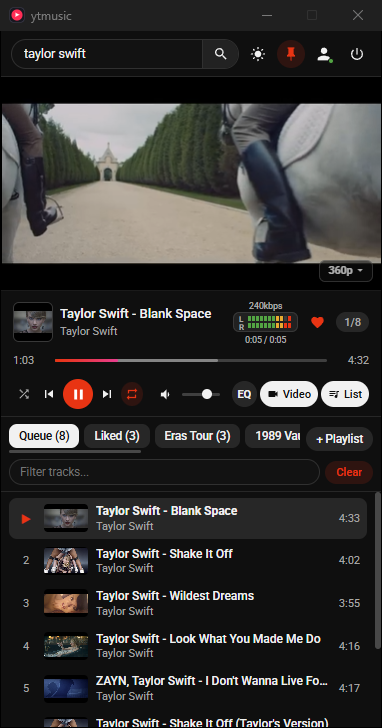 ytmusic
taylor swift
360p
Taylor Swift - Blank Space
Taylor Swift
240kbps
L
R
0:05 / 0:05
1/8
1:03
4:32
EQ
Video
List
Queue (8)
Liked (3)
Eras Tour (3)
1989 Vau
+ Playlist
Filter tracks...
Clear
Taylor Swift - Blank Space
Taylor Swift
4:33
2
Taylor Swift - Shake It Off
Taylor Swift
4:02
3
Taylor Swift - Wildest Dreams
Taylor Swift
3:55
4
Taylor Swift - Look What You Made Me Do
Taylor Swift
4:16
5
ZAYN, Taylor Swift - I Don't Wanna Live Fo...
Taylor Swift
4:17
Taylor Swift - Shake It Off (Taylor's Version)